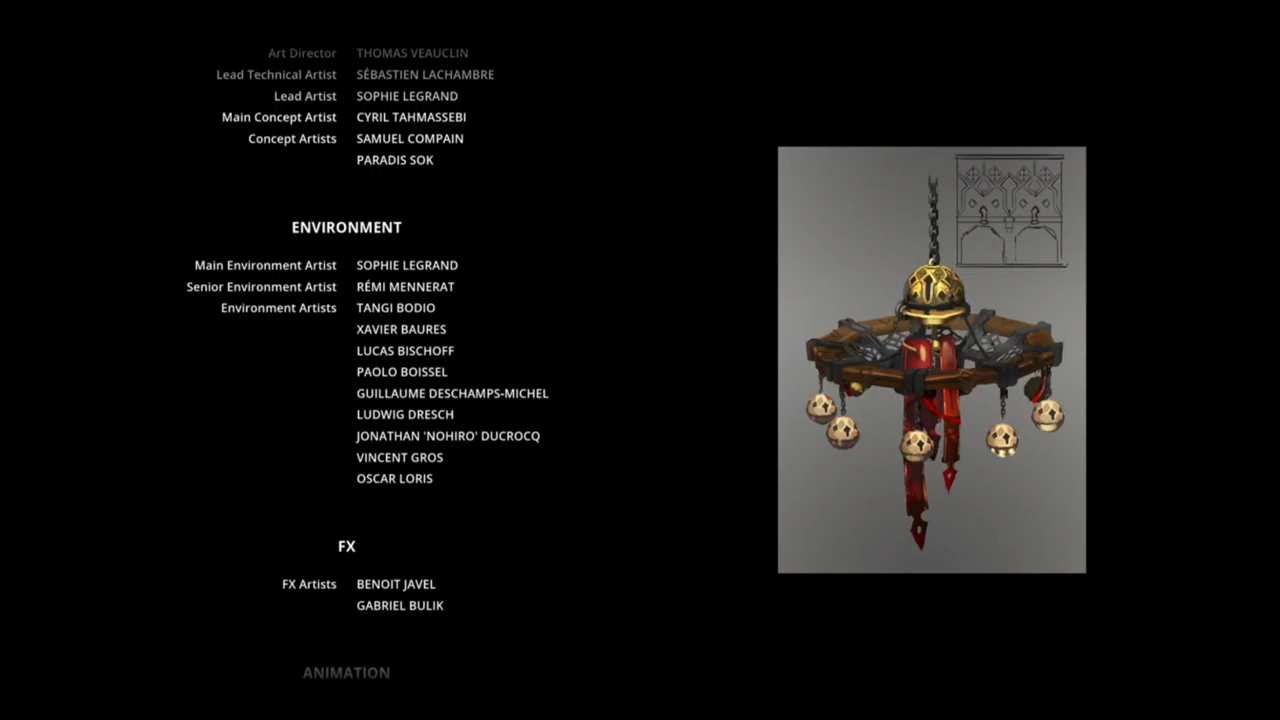 Art Director THOMAS VEAUCLIN
Lead Technical Artist SÉBASTIEN LACHAMBRE
Lead Artist SOPHIE LEGRAND
Main Concept Artist CYRIL TAHMASSEBI
Concept Artists SAMUEL COMPAIN
PARADIS SOK
ENVIRONMENT
Main Environment Artist SOPHIE LEGRAND
Senior Environment Artist RÉMI MENNERAT
Environment Artists TANGI BODIO
XAVIER BAURES
LUCAS BISCHOFF
PAOLO BOISSEL
GUILLAUME DESCHAMPS-MICHEL
LUDWIG DRESCH
JONATHAN 'NOHIRO' DUCROCQ
VINCENT GROS
OSCAR LORIS
FX
FX Artists BENOIT JAVEL
GABRIEL BULIK
ANIMATION